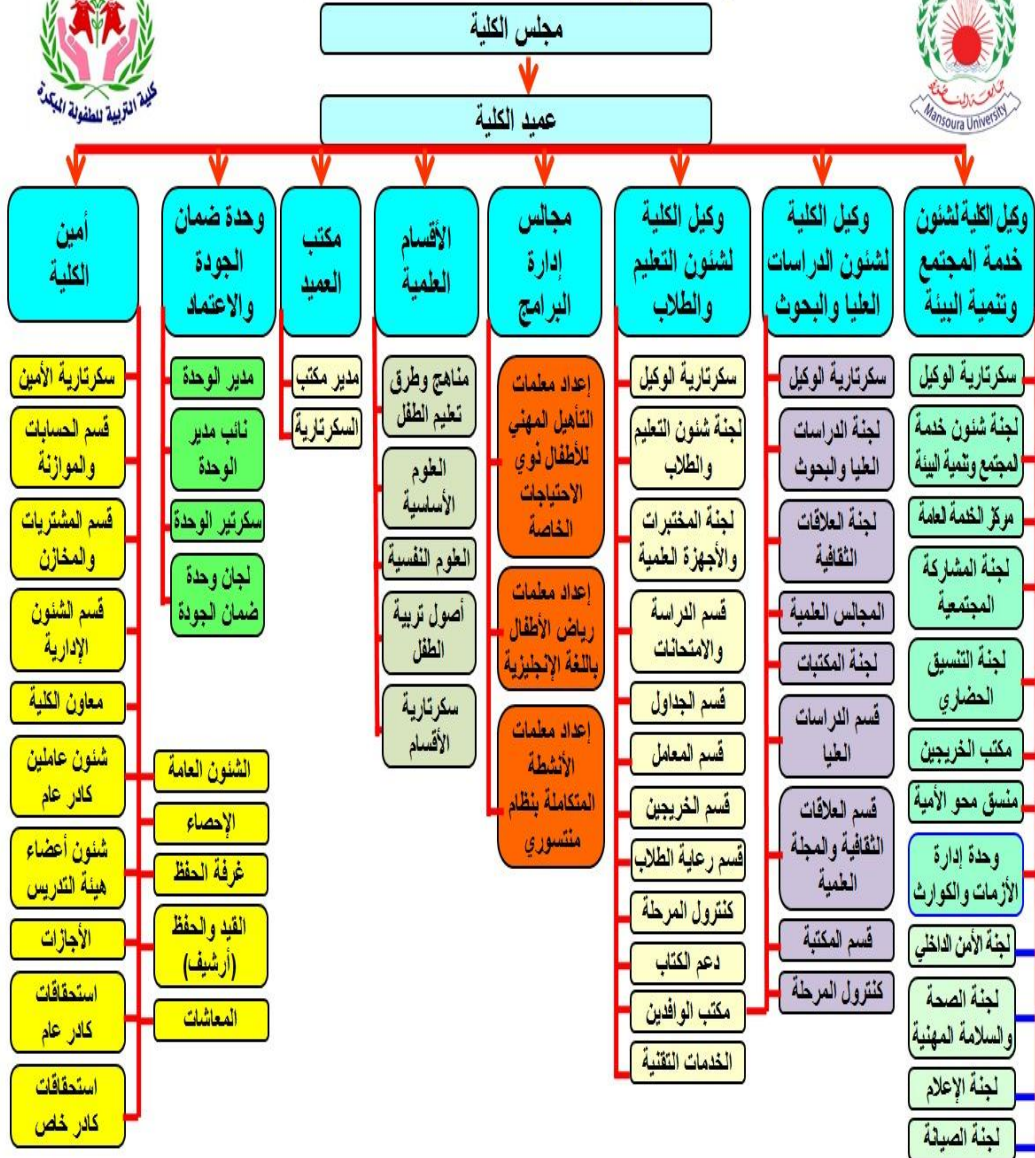 مجلس الكلية
عميد الكلية
كلية التربية للطفولة المبكرة
جامعة المنصورة
Mansoura University
وكيل الكلية لشئون
خدمة المجتمع
وتنمية البيئة
سكرتارية الوكيل
لجنة شئون خدمة
المجتمع وتنمية البيئة
مركز الخدمة العامة
لجنة المشاركة
المجتمعية
لجنة التنسيق
الحضاري
مكتب الخريجين
منسق محو الأمية
وحدة إدارة
الأزمات والكوارث
لجنة الأمن الداخلي
لجنة الصحة
والسلامة المهنية
لجنة الإعلام
لجنة الصيانة
وكيل الكلية
لشئون الدراسات
العليا والبحوث
سكرتارية الوكيل
لجنة الدراسات
العليا والبحوث
لجنة العلاقات
الثقافية
المجالس العلمية
لجنة المكتبات
قسم الدراسات
العليا
قسم العلاقات
الثقافية والمجلة
العلمية
قسم المكتبة
كنترول المرحلة
وكيل الكلية
لشئون التعليم
والطلاب
سكرتارية الوكيل
لجنة شئون التعليم
والطلاب
لجنة المختبرات
والأجهزة العلمية
قسم الدراسة
والامتحانات
قسم الجداول
قسم المعامل
قسم الخريجين
قسم رعاية الطلاب
كنترول المرحلة
دعم الكتاب
مكتب الوافدين
الخدمات التقنية
مجالس
إدارة
البرامج
إعداد معلمات
التأهيل المهني
للأطفال ذوي
الاحتياجات
الخاصة
إعداد معلمات
رياض الأطفال
باللغة الإنجليزية
إعداد معلمات
الأنشطة
المتكاملة بنظام
منتسوري
الأقسام
العلمية
مناهج وطرق
تعليم الطفل
العلوم
الأساسية
العلوم النفسية
أصول تربية
الطفل
سكرتارية
الأقسام
مكتب
العميد
مدير مكتب
السكرتارية
وحدة ضمان
الجودة
والاعتماد
مدير الوحدة
نائب مدير
الوحدة
سكرتير الوحدة
لجان وحدة
ضمان الجودة
أمين
الكلية
سكرتارية الأمين
قسم الحسابات
والموازنة
قسم المشتريات
والمخازن
قسم الشئون
الإدارية
معاون الكلية
شئون عاملين
كادر عام
شئون أعضاء
هيئة التدريس
الأجازات
استحقاقات
كادر عام
استحقاقات
كادر خاص
الشئون العامة
الإحصاء
غرفة الحفظ
القيد والحفظ
(أرشيف)
المعاشات